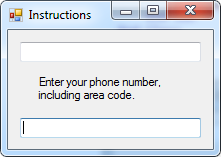 Instructions
Enter your phone number,
including area code.